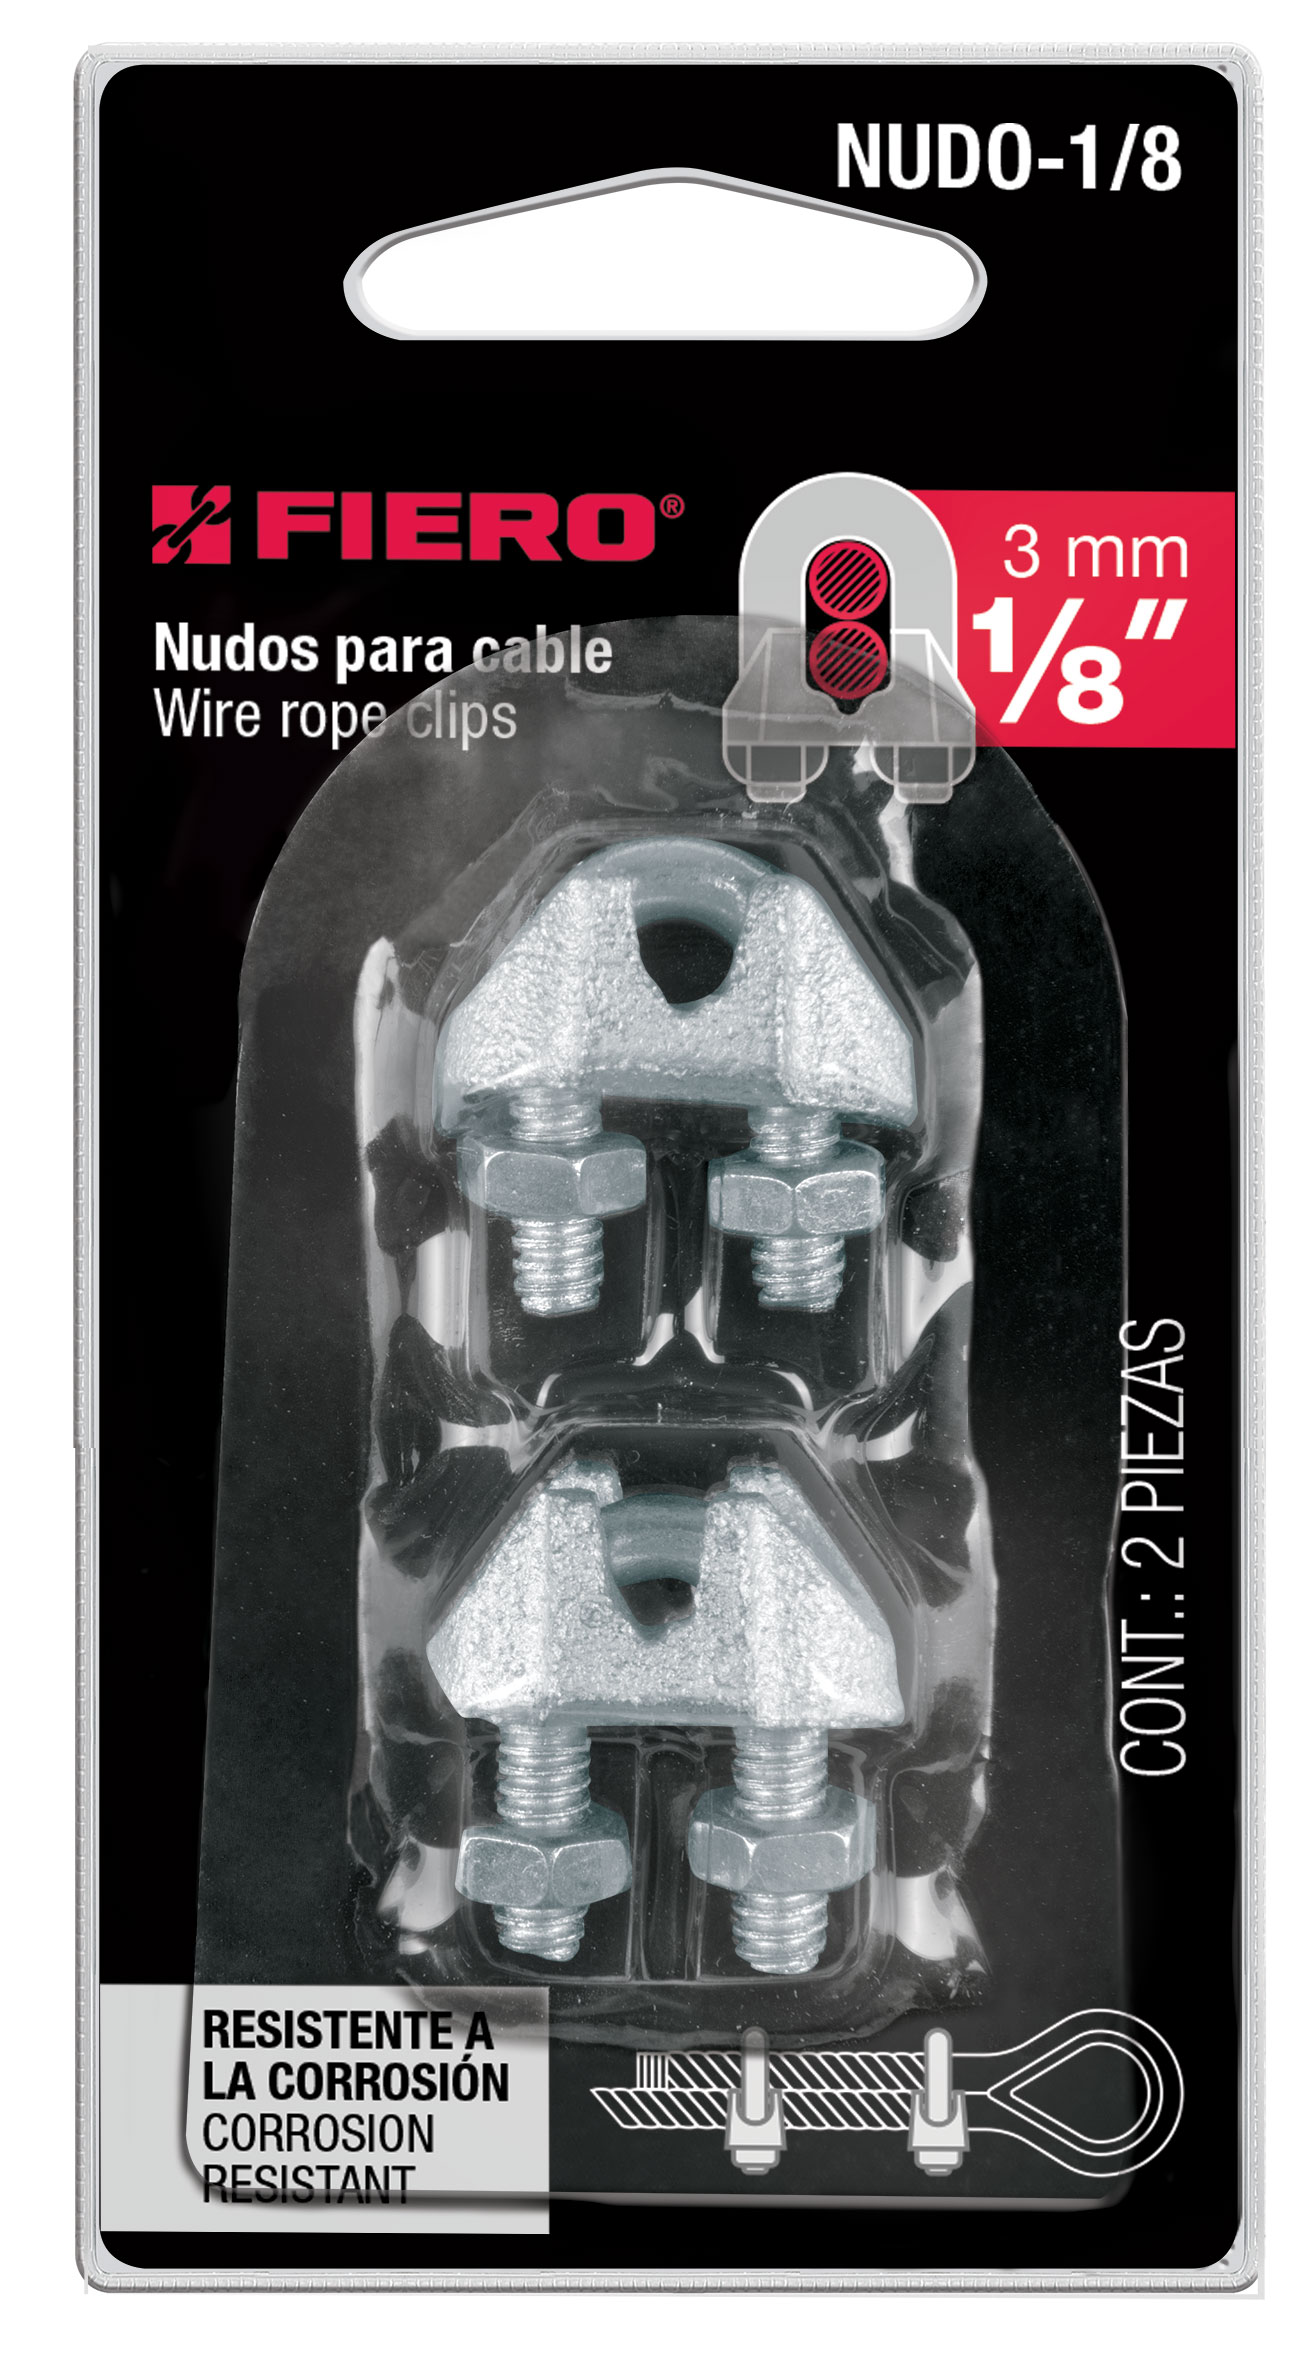 NUDO-1/8
FIERO®
Nudos para cable
Wire rope clips
3 mm
1/8"
CONT.: 2 PIEZAS
RESISTENTE A
LA CORROSIÓN
CORROSION
RESISTANT